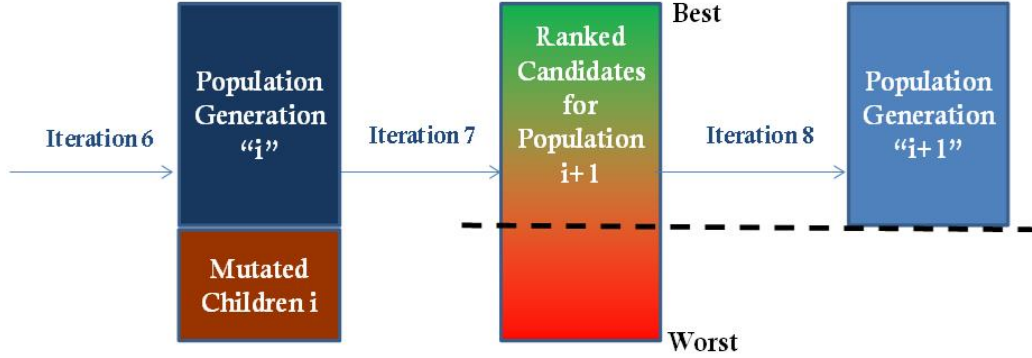 Iteration 6
Population
Generation
“i”
Mutated
Children i
Iteration 7
Best
Ranked
Candidates
for
Population
i+1
Worst
Iteration 8
Population
Generation
“i+1”